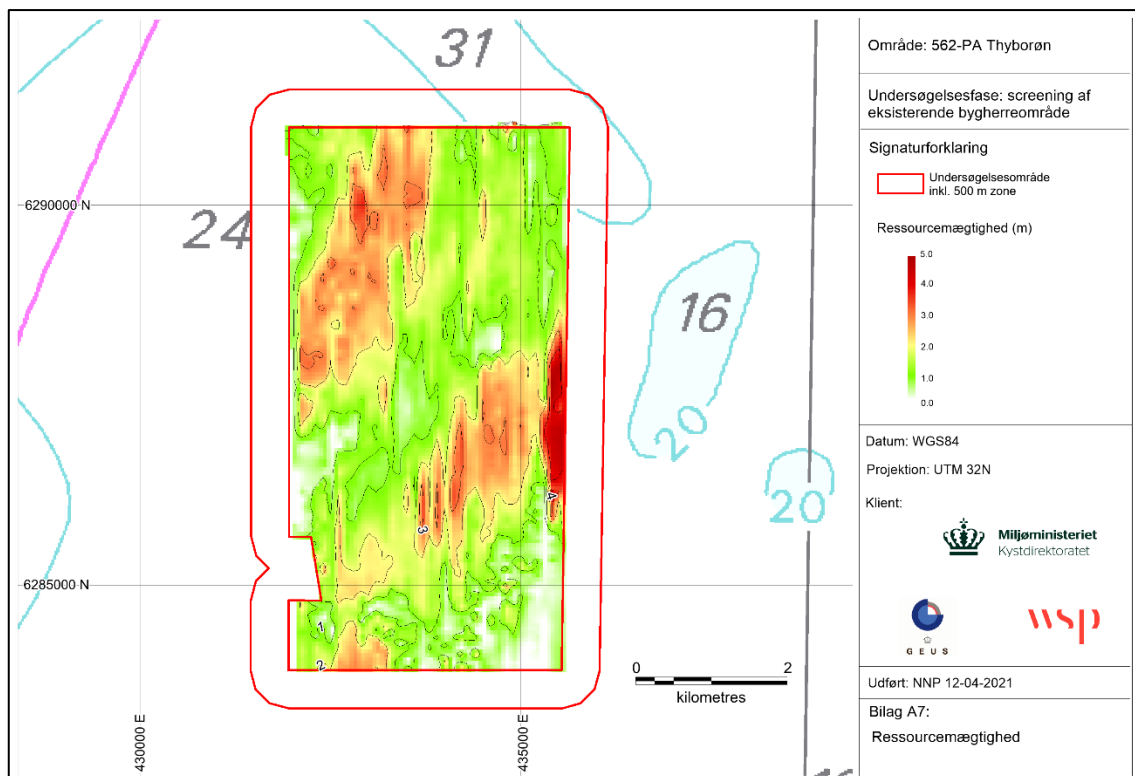 31
24
16
20
20
6290000 N
6285000 N
430000 E
435000 E
1
2
3
4
0 2
kilometres
Område: 562-PA Thyborøn
Undersøgelsesfase: screening af
eksisterende bygherreområde
Signaturforklaring
Undersøgelsesområde
inkl. 500 m zone
Ressourcemægtighed (m)
5.0
4.0
3.0
2.0
1.0
0.0
Datum: WGS84
Projektion: UTM 32N
Klient:
Miljøministeriet
Kystdirektoratet
G E U S
wsp
Udført: NNP 12-04-2021
Bilag A7:
Ressourcemægtighed